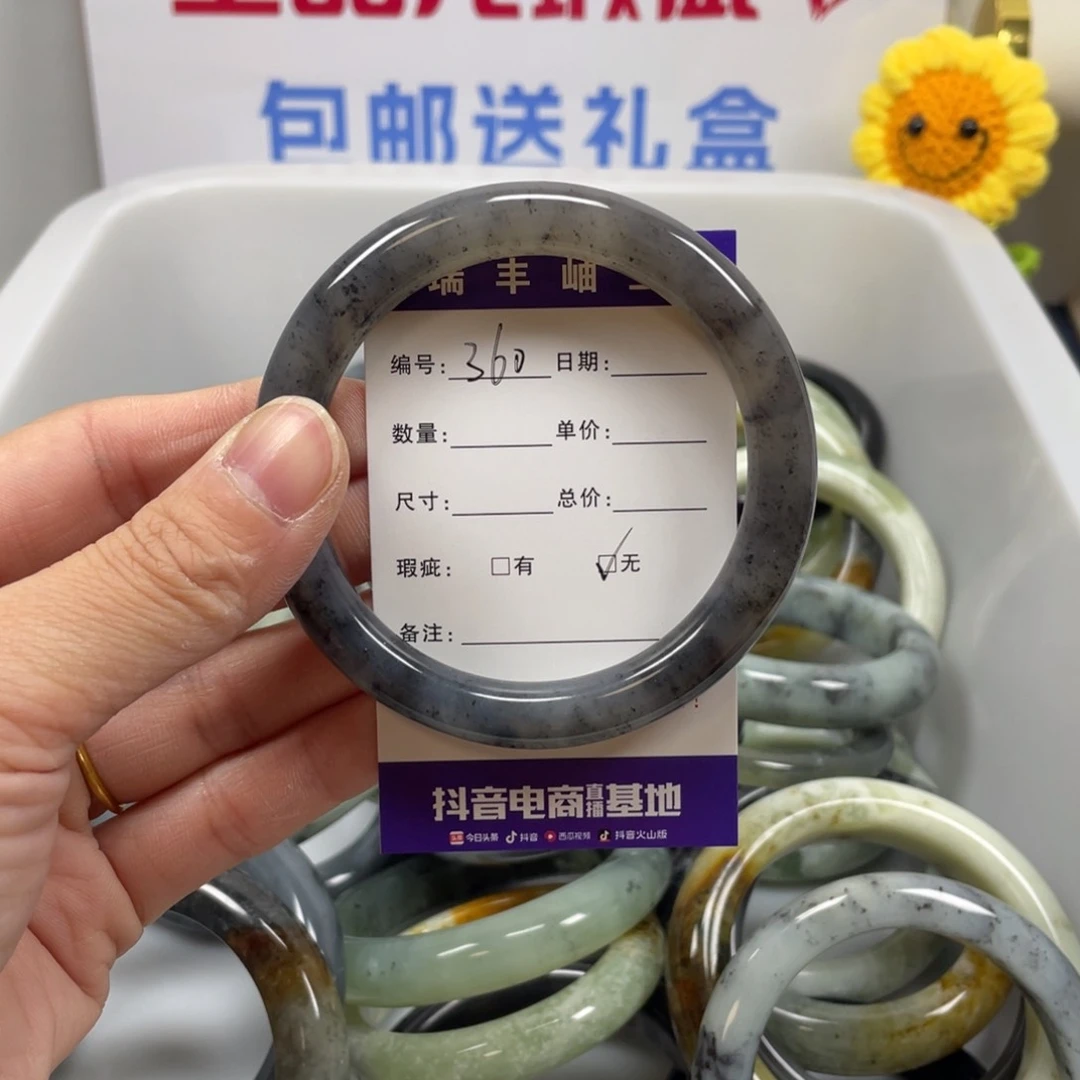 包邮送礼盒
瑞丰岫
编号: 360 日期:
数量: 单价:
尺寸: 总价:
瑕疵: □有 ☑无
备注:
抖音电商直播基地
今日头条 抖音 西瓜视频 抖音火山版